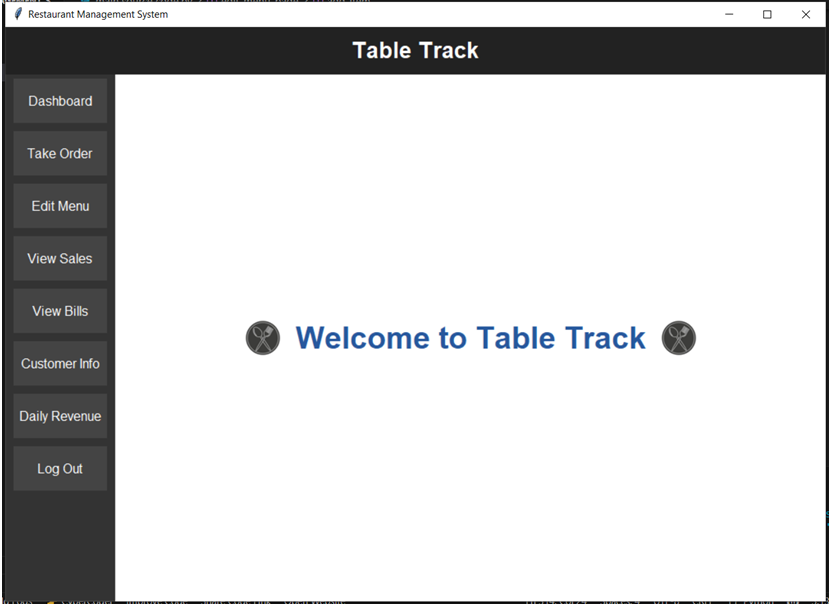 Restaurant Management System
Table Track
Dashboard
Take Order
Edit Menu
View Sales
View Bills
Customer Info
Daily Revenue
Log Out
Welcome to Table Track